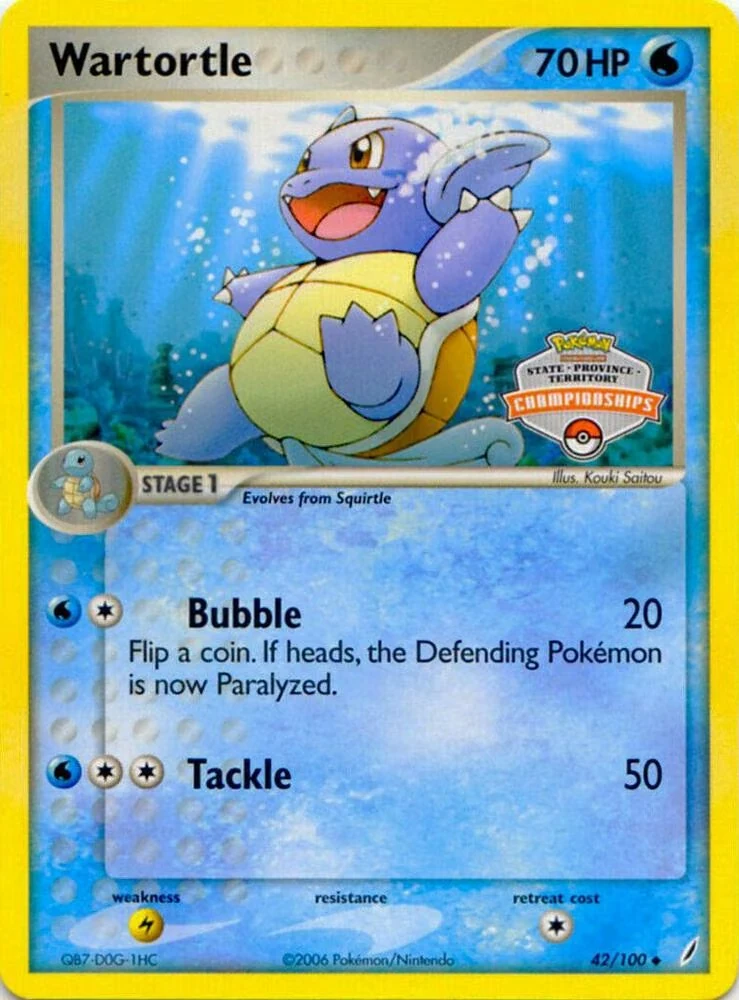 Wartortle
70 HP
POKéMON
STATE • PROVINCE •
TERRITORY
CHAMPIONSHIPS
STAGE 1
Illus. Kouki Saitou
Evolves from Squirtle
Bubble 20
Flip a coin. If heads, the Defending Pokémon
is now Paralyzed.
Tackle 50
weakness resistance retreat cost
QB7-D0G-1HC ©2006 Pokémon/Nintendo 42/100